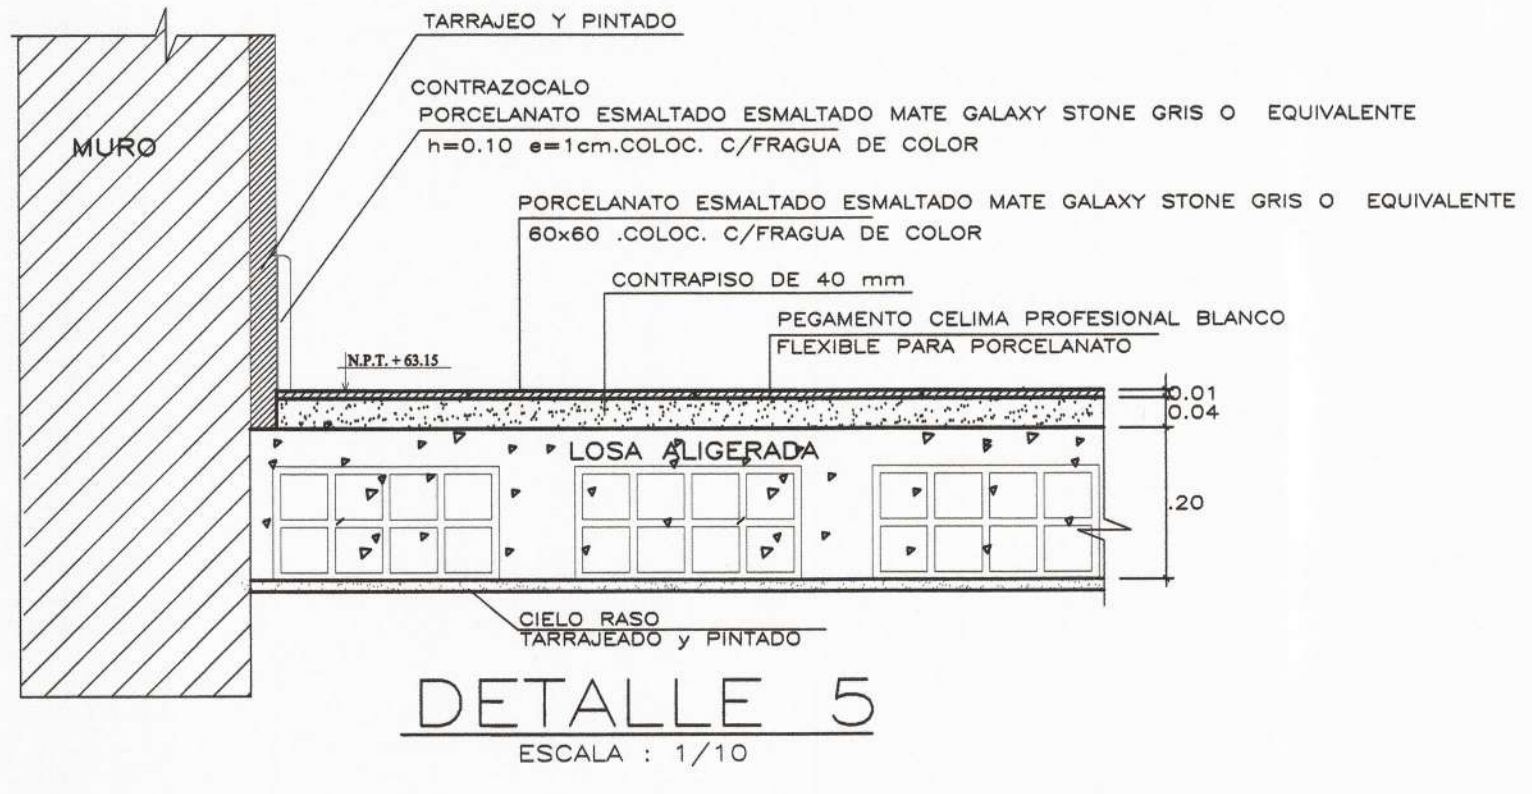 TARRAJEO Y PINTADO
CONTRAZOCALO
PORCELANATO ESMALTADO ESMALTADO MATE GALAXY STONE GRIS O EQUIVALENTE
h=0.10 e=1cm.COLOC. C/FRAGUA DE COLOR
MURO
PORCELANATO ESMALTADO ESMALTADO MATE GALAXY STONE GRIS O EQUIVALENTE
60x60 .COLOC. C/FRAGUA DE COLOR
CONTRAPISO DE 40 mm
PEGAMENTO CELIMA PROFESIONAL BLANCO
FLEXIBLE PARA PORCELANATO
N.P.T. + 63.15
0.01
0.04
LOSA ALIGERADA
.20
CIELO RASO
TARRAJEADO y PINTADO
DETALLE 5
ESCALA : 1/10